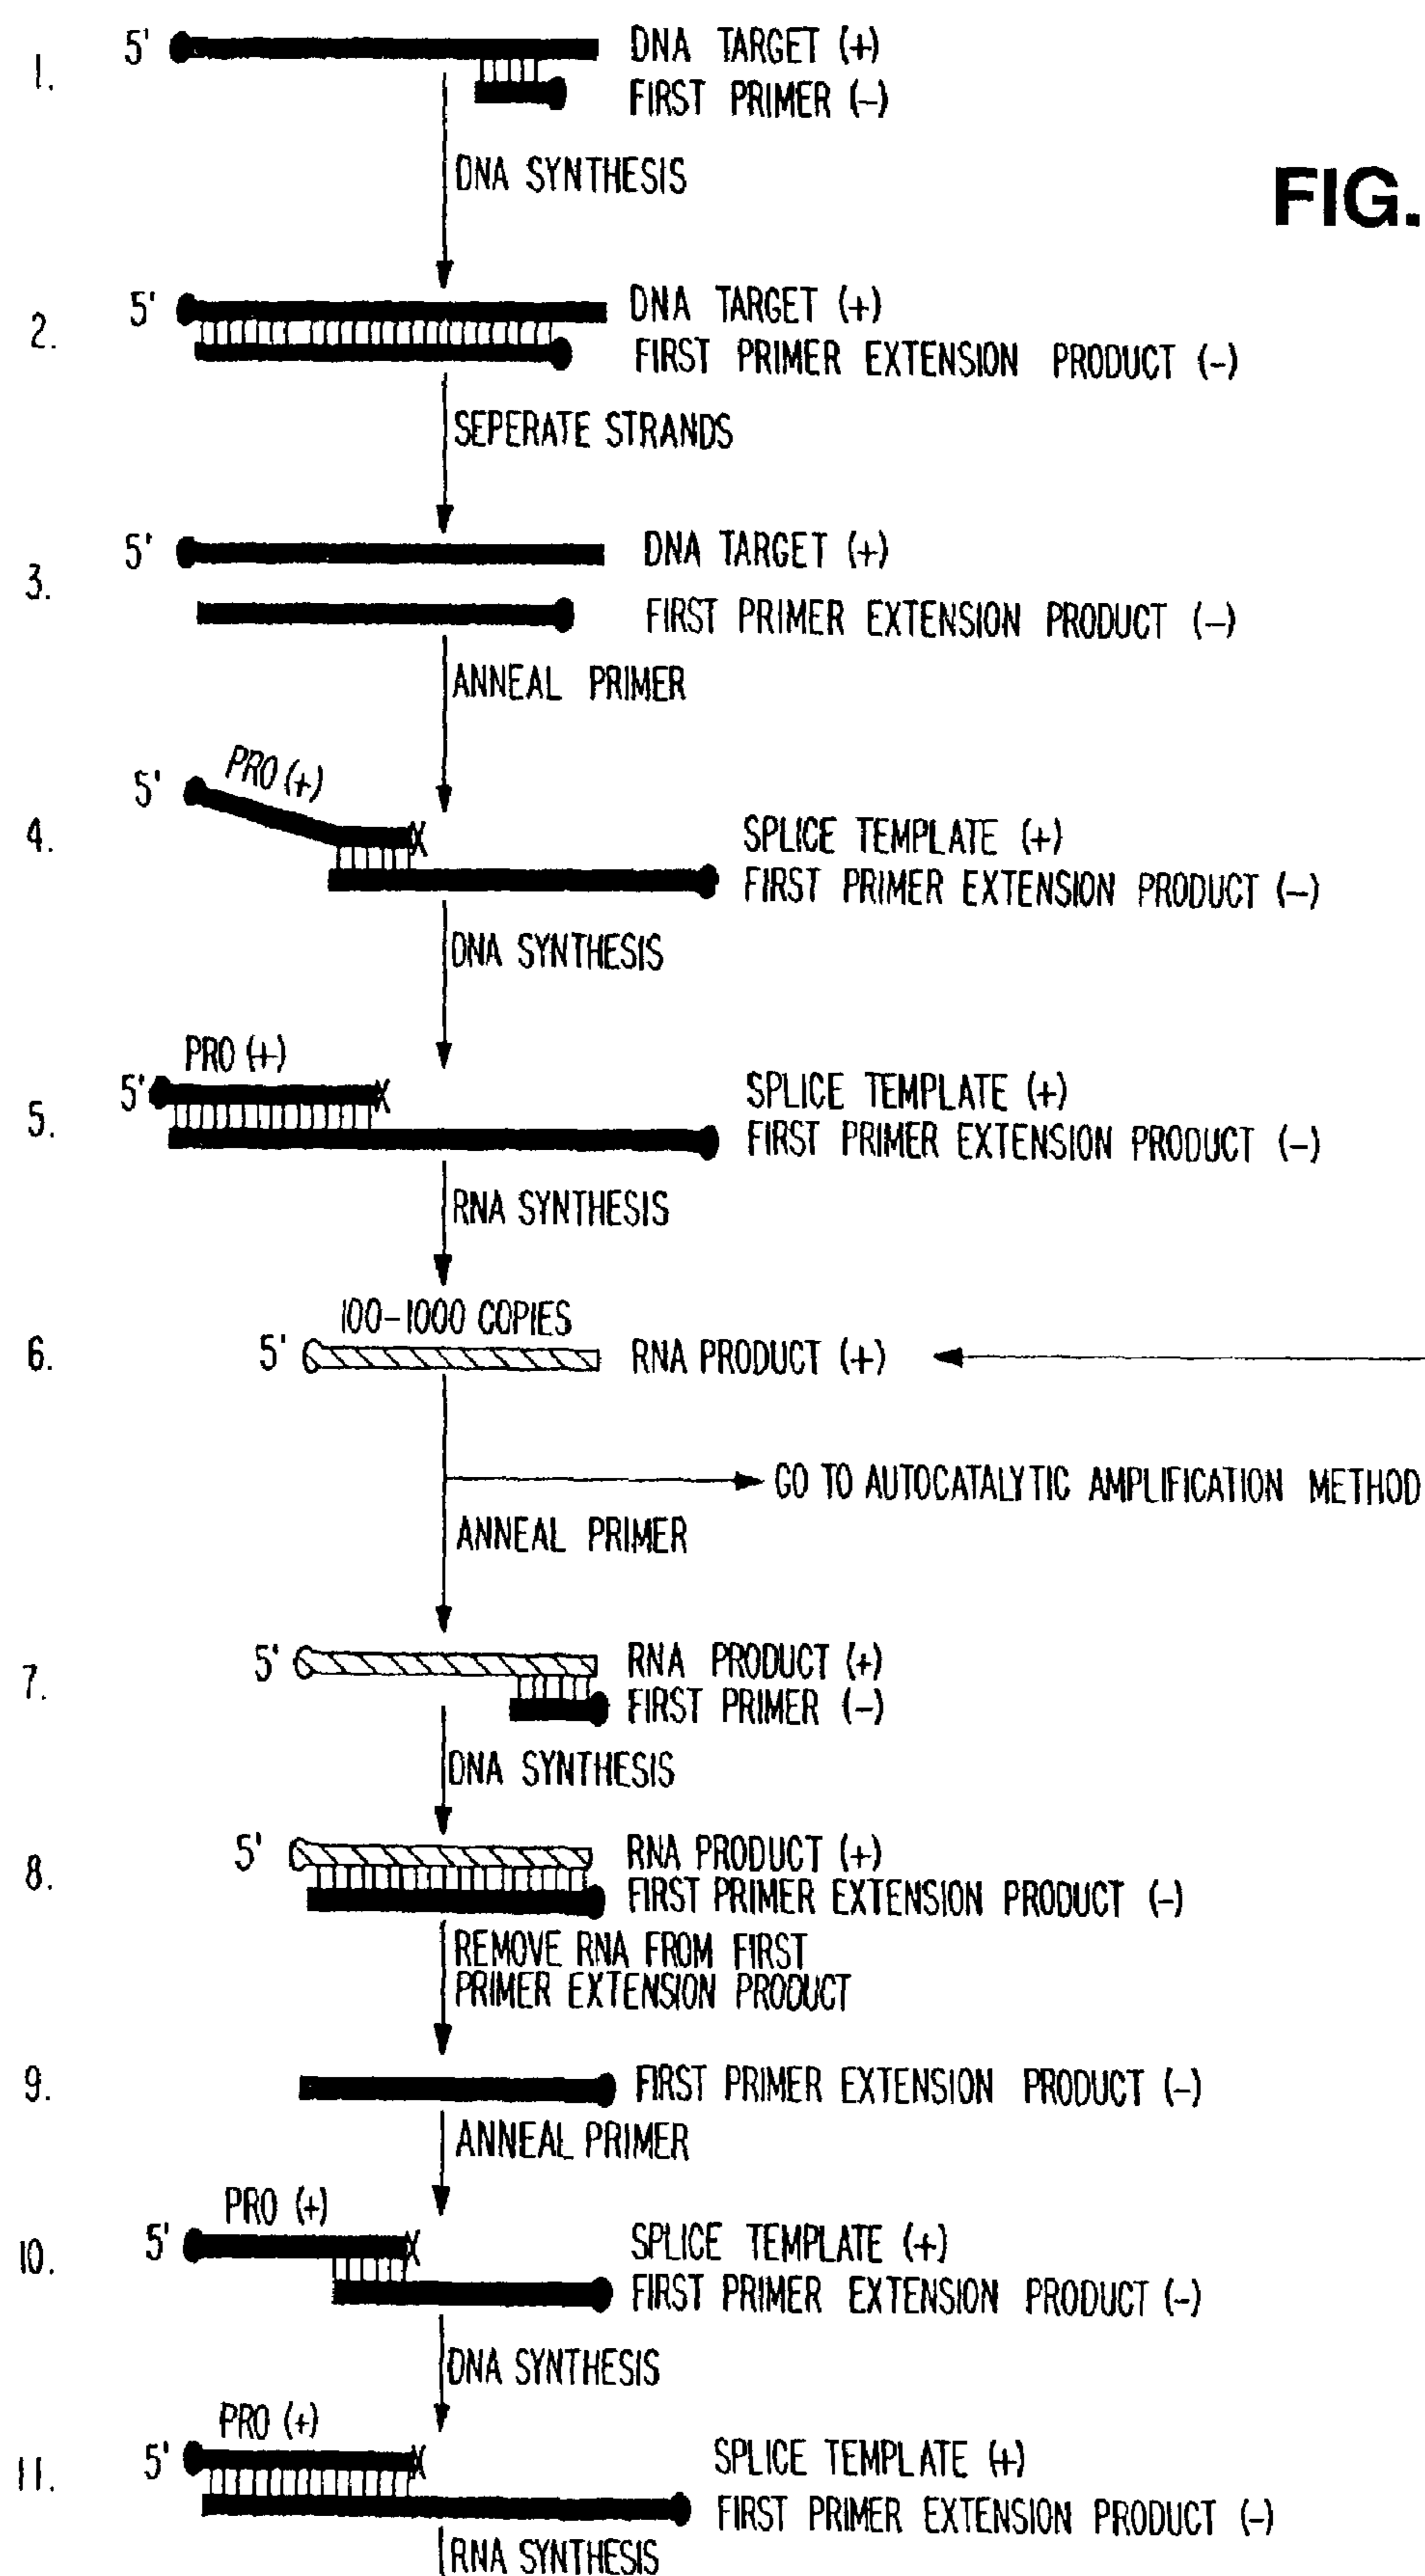 1.
5' DNA TARGET (+)
FIRST PRIMER (-)
DNA SYNTHESIS
FIG.
2.
5' DNA TARGET (+)
FIRST PRIMER EXTENSION PRODUCT (-)
SEPERATE STRANDS
3.
5' DNA TARGET (+)
FIRST PRIMER EXTENSION PRODUCT (-)
ANNEAL PRIMER
4.
5' PRO (+)
X SPLICE TEMPLATE (+)
FIRST PRIMER EXTENSION PRODUCT (-)
DNA SYNTHESIS
PRO (+)
5.
5' X SPLICE TEMPLATE (+)
FIRST PRIMER EXTENSION PRODUCT (-)
RNA SYNTHESIS
100-1000 COPIES
6. 5' RNA PRODUCT (+)
GO TO AUTOCATALYTIC AMPLIFICATION METHOD
ANNEAL PRIMER
7.
5' RNA PRODUCT (+)
FIRST PRIMER (-)
DNA SYNTHESIS
8.
5' RNA PRODUCT (+)
FIRST PRIMER EXTENSION PRODUCT (-)
REMOVE RNA FROM FIRST
PRIMER EXTENSION PRODUCT
9. FIRST PRIMER EXTENSION PRODUCT (-)
ANNEAL PRIMER
PRO (+)
10. 5' X SPLICE TEMPLATE (+)
FIRST PRIMER EXTENSION PRODUCT (-)
DNA SYNTHESIS
PRO (+)
11. 5' X SPLICE TEMPLATE (+)
FIRST PRIMER EXTENSION PRODUCT (-)
RNA SYNTHESIS